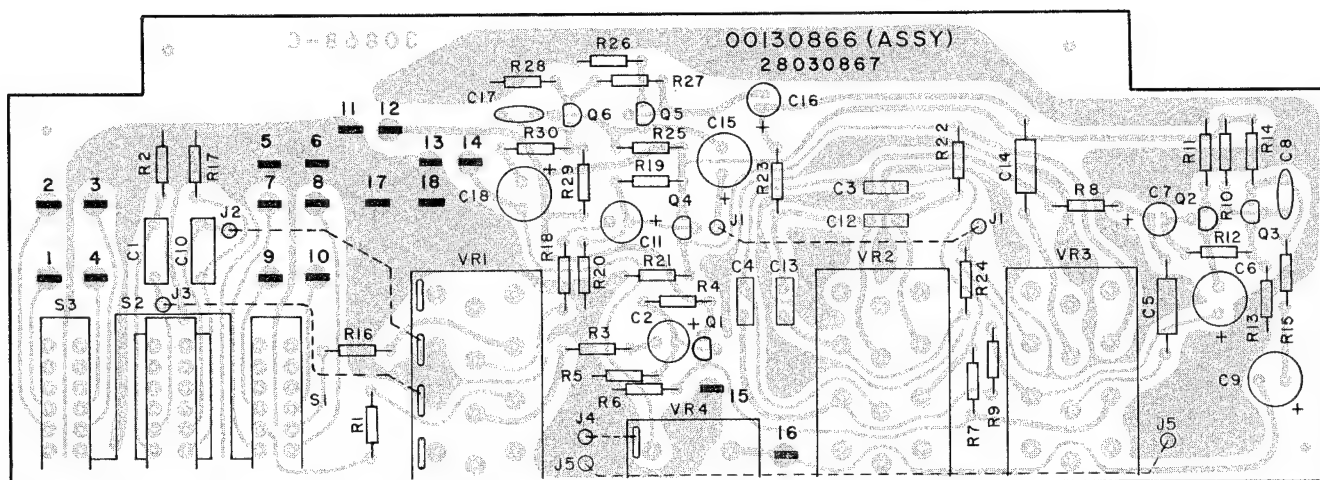 30868-C
00130866 (ASSY)
28030867
R26
R28
R27
C17
Q6
Q5
C16
11
12
R30
R25
C15
R22
C14
R11
R10
R14
C8
R2
R17
5
6
13
14
R29
R19
R23
C3
R8
C7
Q2
Q3
2
3
7
8
17
18
C18
Q4
C12
J2
C11
J1
J1
R12
C1
C10
R18
R20
1
4
9
10
VR1
R21
C4
C13
VR2
R24
VR3
C5
C6
R13
R15
S3
S2
J3
R4
C2
Q1
R16
R3
R5
R6
15
R7
R9
C9
S1
R1
VR4
J4
J5
16
J5